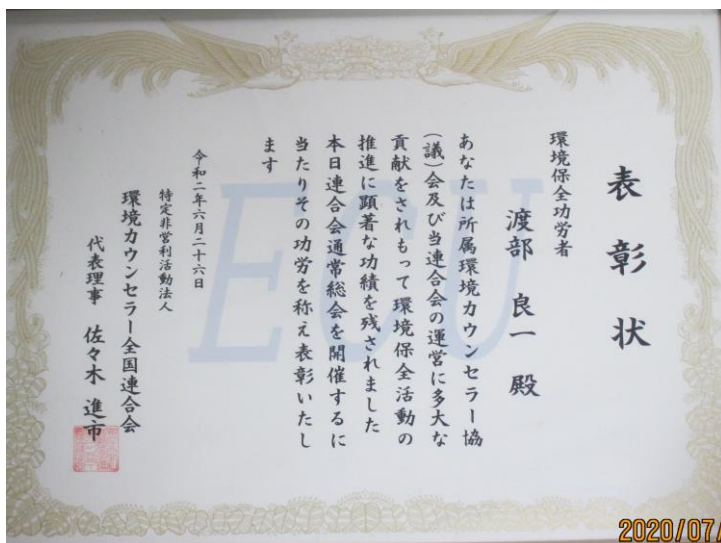 表彰状
環境保全功労者
渡部 良一 殿
あなたは所属環境カウンセラー協
(議)会及び当連合会の運営に多大な
貢献をされもって環境保全活動の
推進に顕著な功績を残されました
本日連合会通常総会を開催するに
当たりその功労を称え表彰いたし
ます
令和二年六月二十六日
特定非営利活動法人
環境カウンセラー全国連合会
代表理事 佐々木 進市
ECU
2020/07/